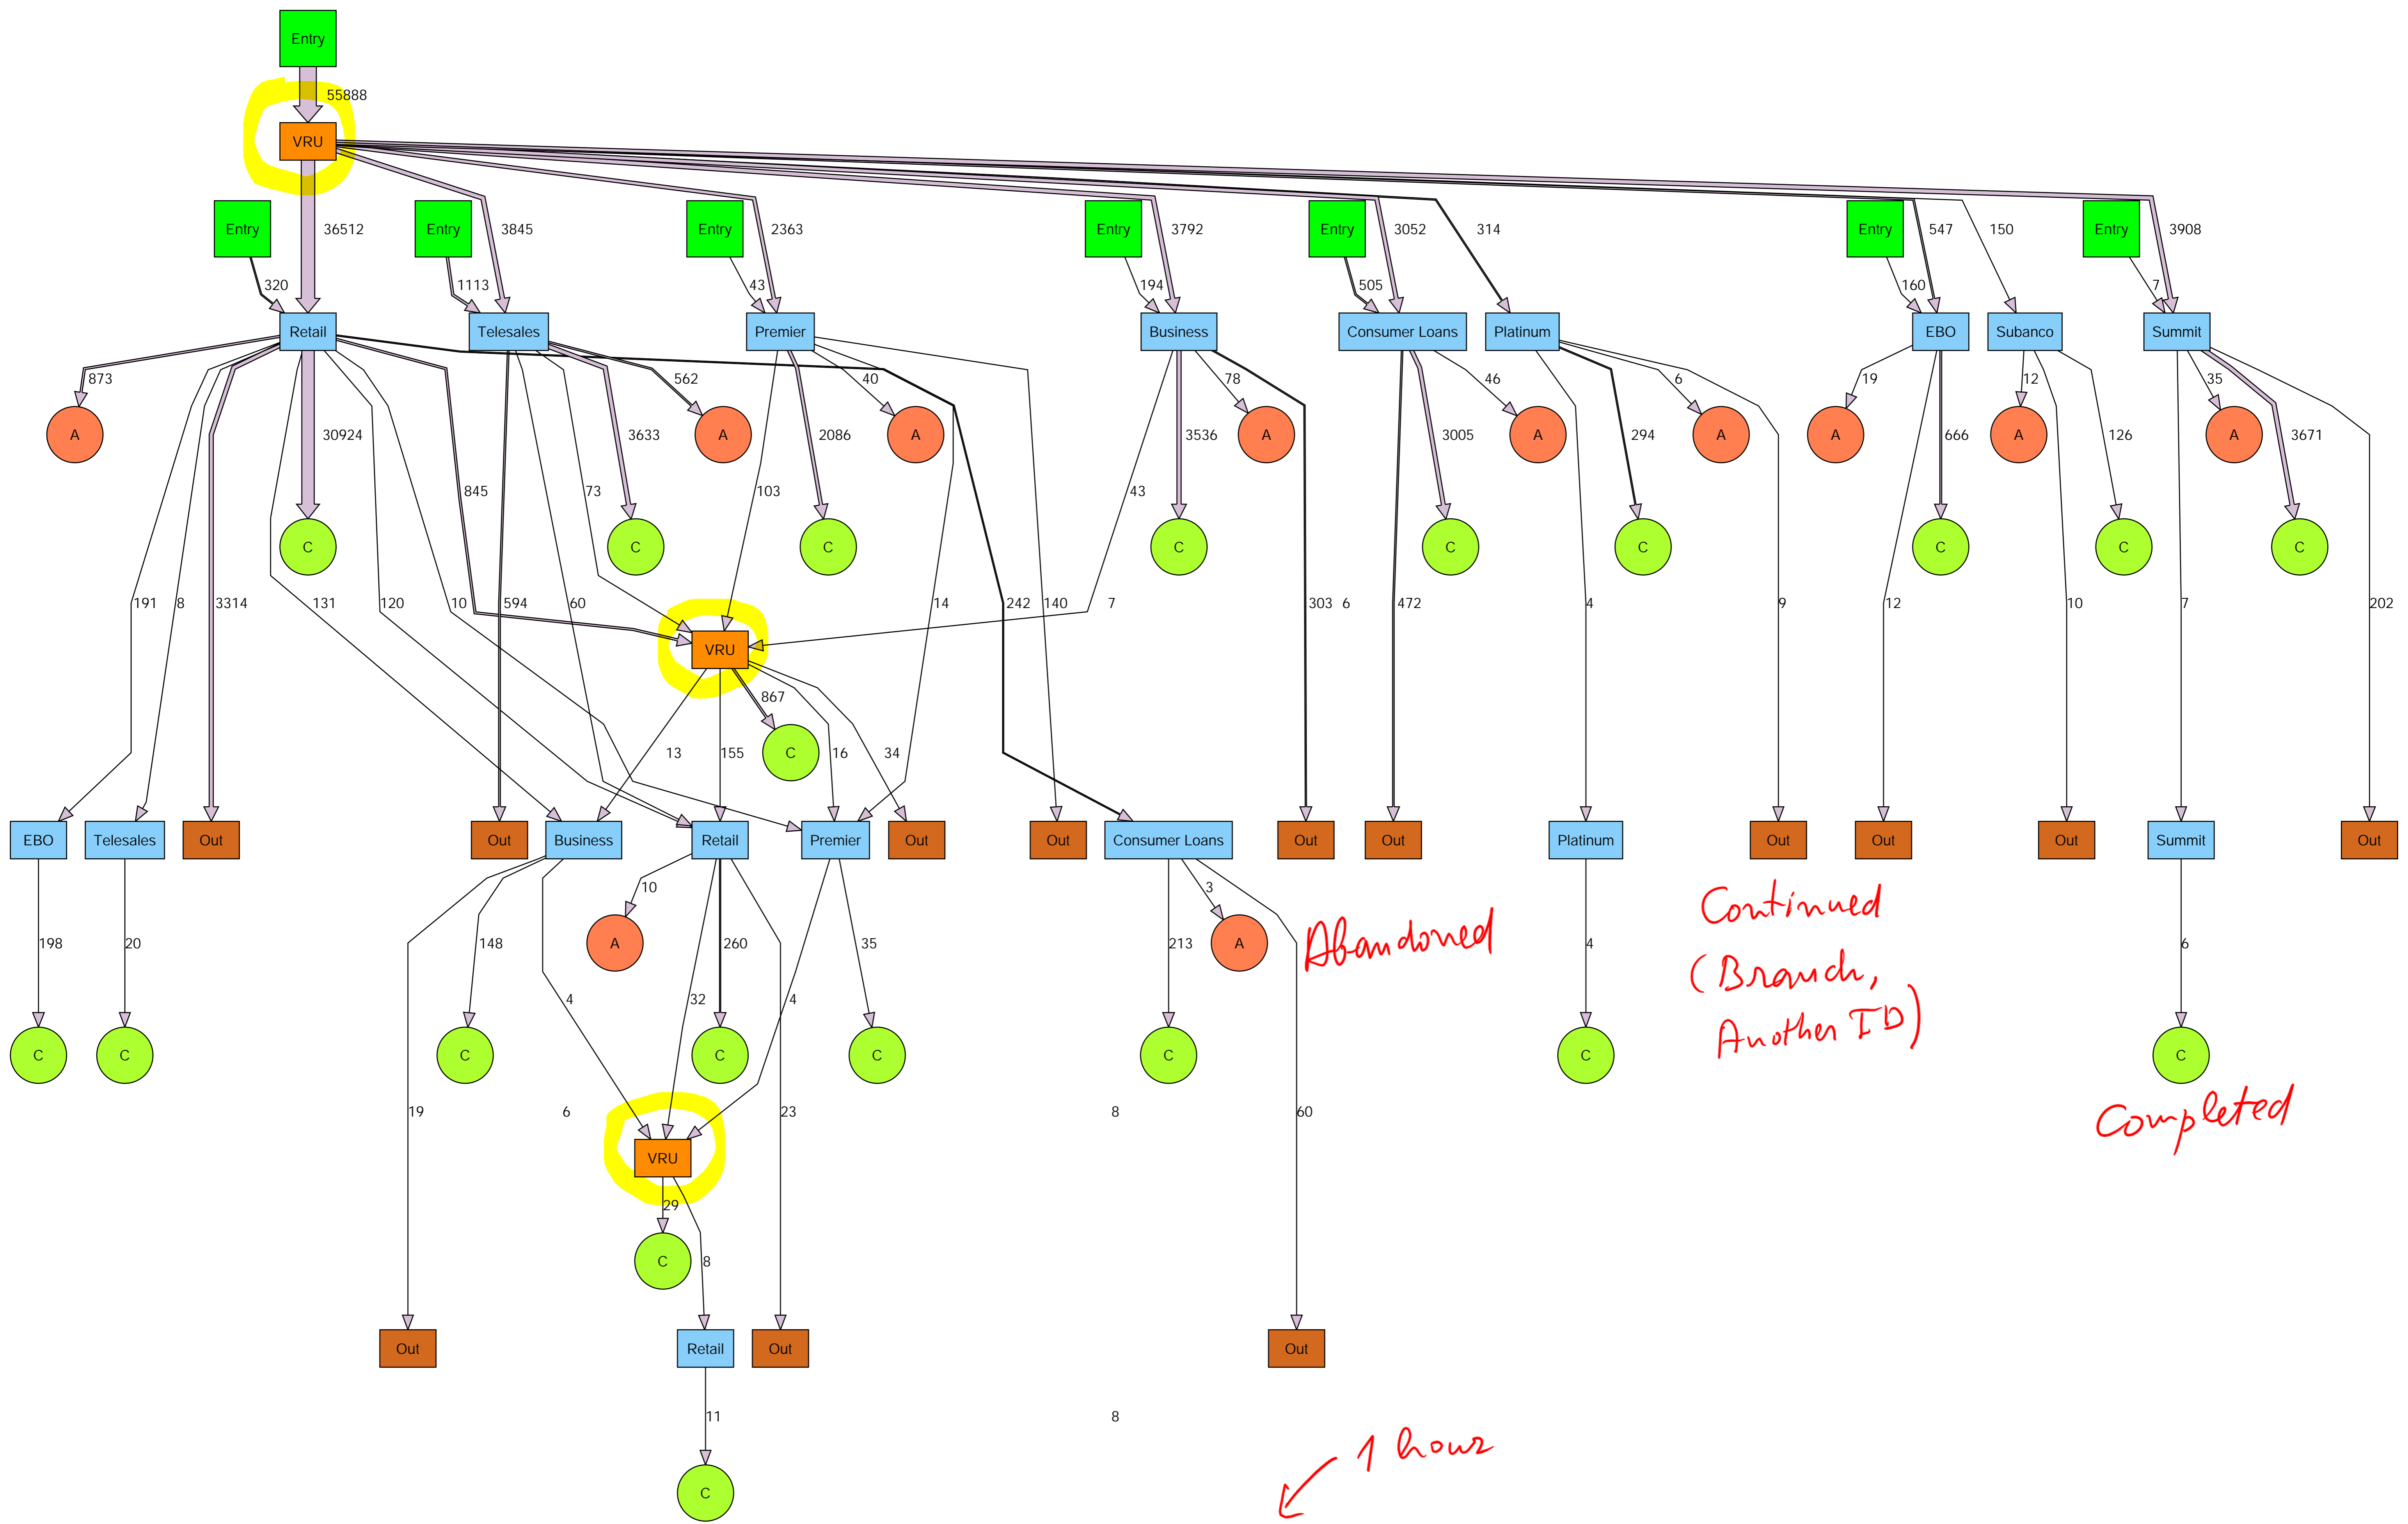 Entry
55888
VRU
Entry
320
36512
Entry
1113
3845
Entry
43
2363
Entry
194
3792
Entry
505
3052
314
Entry
160
547
150
Entry
7
3908
Retail
Telesales
Premier
Business
Consumer Loans
Platinum
EBO
Subanco
Summit
873
562
40
78
46
6
19
12
35
A
30924
3633
A
2086
A
3536
A
3005
A
294
A
A
666
A
126
A
3671
845
73
103
43
C
C
C
C
C
C
C
C
C
191
8
3314
131
120
10
594
60
14
242
140
7
303
6
472
4
9
12
10
7
202
VRU
867
13
155
C
16
34
EBO
Telesales
Out
Out
Business
Retail
Premier
Out
Out
Consumer Loans
Out
Out
Platinum
Out
Out
Out
Summit
Out
10
3
Continued
198
20
148
A
260
35
213
A
Abandoned
4
6
(Branch,
4
32
4
Another ID)
C
C
C
C
C
C
C
C
19
6
23
8
60
Completed
VRU
29
C
8
Out
Retail
Out
Out
11
8
1 hour
C